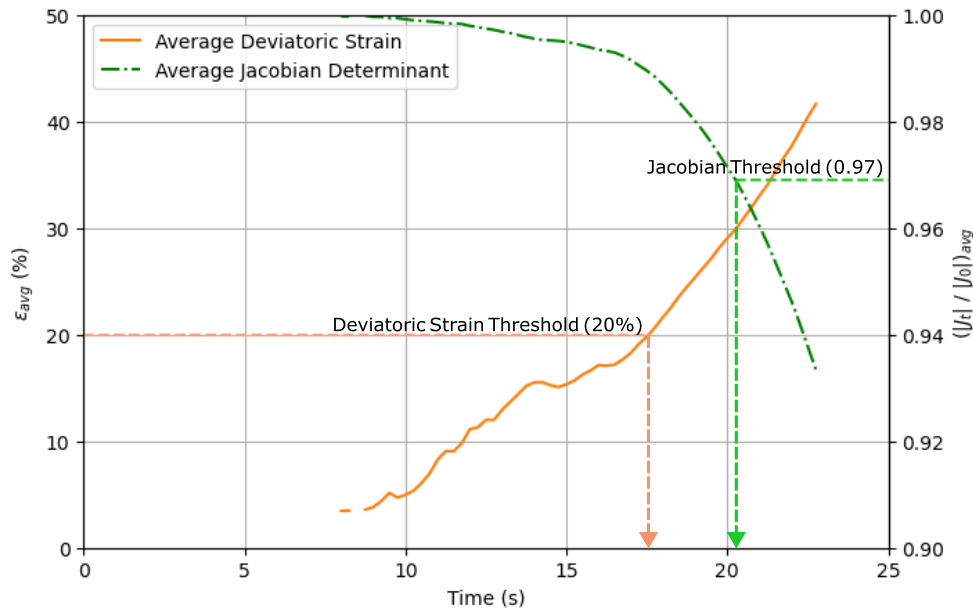 50
40
30
20
10
0
ε_avg (%)
Average Deviatoric Strain
Average Jacobian Determinant
Jacobian Threshold (0.97)
Deviatoric Strain Threshold (20%)
1.00
0.98
0.96
0.94
0.92
0.90
(|J_t| / |J_0|)_avg
0 5 10 15 20 25
Time (s)